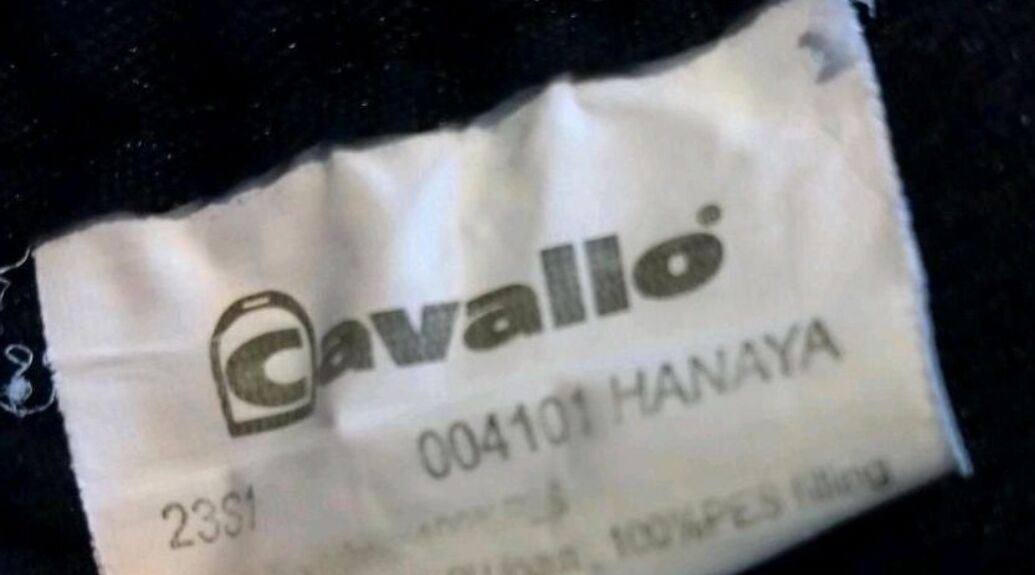 cavallo
004101 HANAYA
23S1
100%PES filling